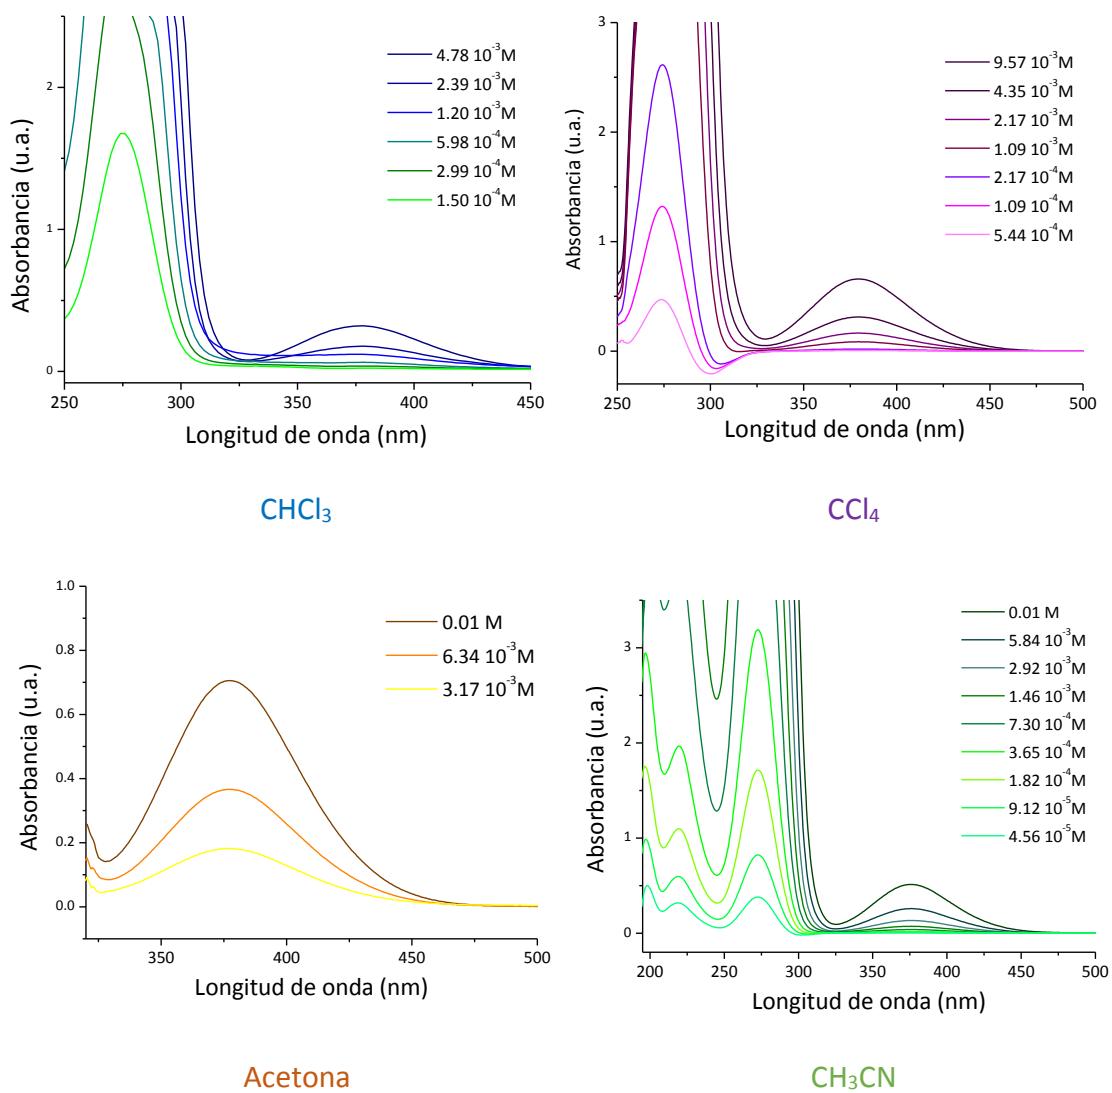 4.78 10⁻³M
2.39 10⁻³M
1.20 10⁻³M
5.98 10⁻⁴M
2.99 10⁻⁴M
1.50 10⁻⁴M
2
1
0
250 300 350 400 450
Absorbancia (u.a.)
Longitud de onda (nm)
CHCl₃
9.57 10⁻³M
4.35 10⁻³M
2.17 10⁻³M
1.09 10⁻³M
2.17 10⁻⁴M
1.09 10⁻⁴M
5.44 10⁻⁴M
3
2
1
0
250 300 350 400 450 500
Absorbancia (u.a.)
Longitud de onda (nm)
CCl₄
0.01 M
6.34 10⁻³M
3.17 10⁻³M
1.0
0.8
0.6
0.4
0.2
0.0
350 400 450 500
Absorbancia (u.a.)
Longitud de onda (nm)
Acetona
0.01 M
5.84 10⁻³M
2.92 10⁻³M
1.46 10⁻³M
7.30 10⁻⁴M
3.65 10⁻⁴M
1.82 10⁻⁴M
9.12 10⁻⁵M
4.56 10⁻⁵M
3
2
1
0
200 250 300 350 400 450 500
Absorbancia (u.a.)
Longitud de onda (nm)
CH₃CN